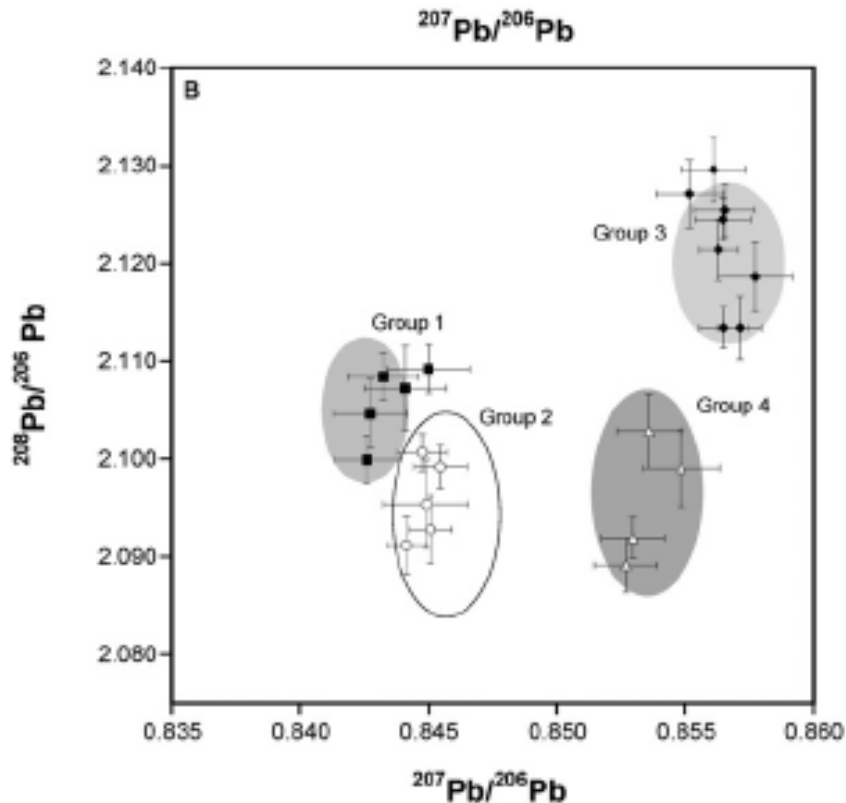 ²⁰⁷Pb/²⁰⁶Pb
B
2.140
2.130
2.120
2.110
2.100
2.090
2.080
²⁰⁸Pb/²⁰⁶ Pb
Group 3
Group 1
Group 2
Group 4
0.835
0.840
0.845
0.850
0.855
0.860
²⁰⁷Pb/²⁰⁶Pb